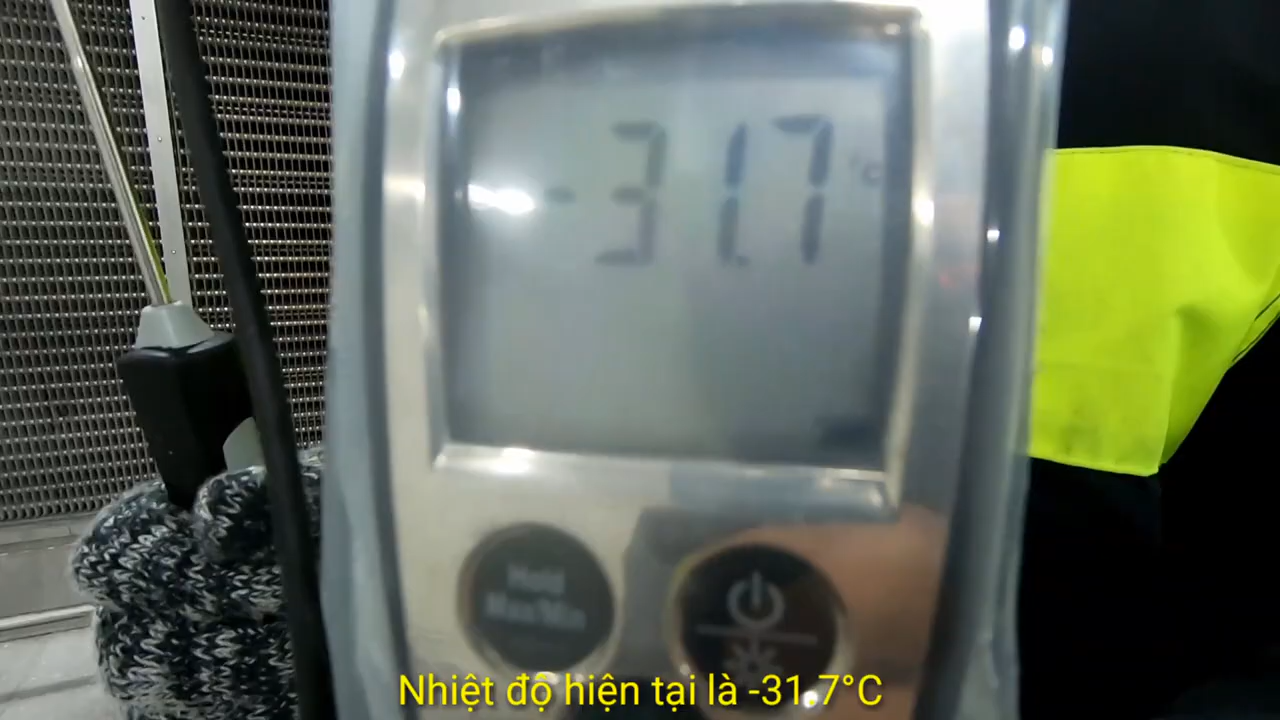 -31.7 °C
Hold
Max/Min
Nhiệt độ hiện tại là -31.7°C